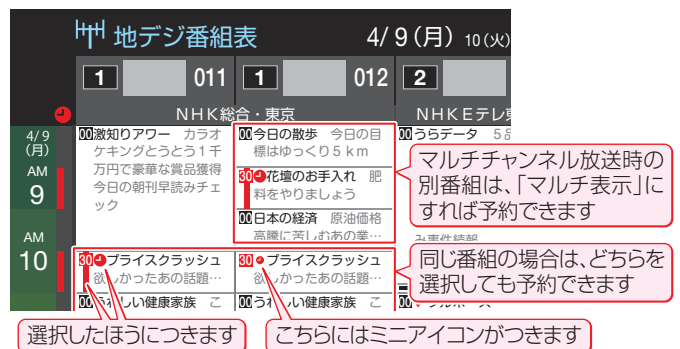 地デジ番組表
4/9(月) 10(火)
1 011 1 012 2
NHK総合・東京
NHKEテレ
4/9
(月)
AM
9
00激知りアワー カラオ
ケキングとうとう1千
万円で豪華な賞品獲得
今日の朝刊早読みチェ
ック
00今日の散歩 今日の目
標はゆっくり5km
30花壇のお手入れ 肥
料をやりましょう
00日本の経済 原油価格
高騰に苦しむあの業…
00うらデータ
マルチチャンネル放送時の
別番組は、「マルチ表示」に
すれば予約できます
AM
10
30プライスクラッシュ
欲しかったあの話題…
00うれしい健康家族 こ
30プライスクラッシュ
欲しかったあの話題…
00うれしい健康家族 こ
同じ番組の場合は、どちらを
選択しても予約できます
選択したほうにつきます
こちらにはミニアイコンがつきます